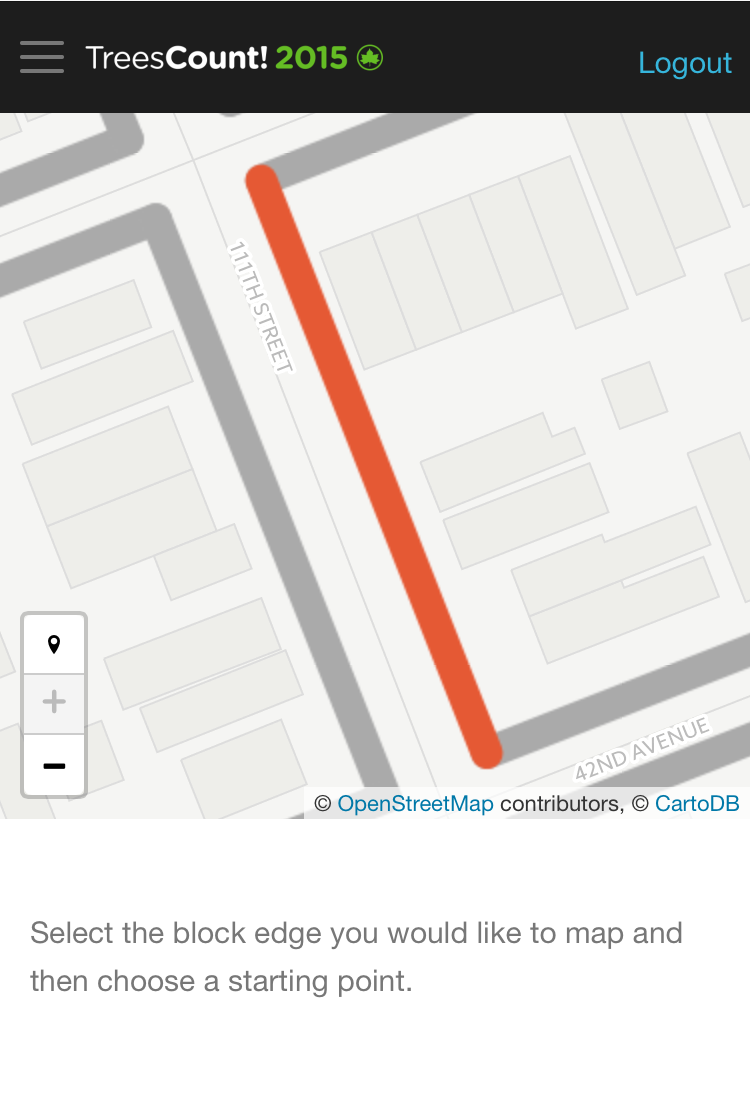 TreesCount! 2015
Logout
111TH STREET
42ND AVENUE
© OpenStreetMap contributors, © CartoDB
Select the block edge you would like to map and
then choose a starting point.